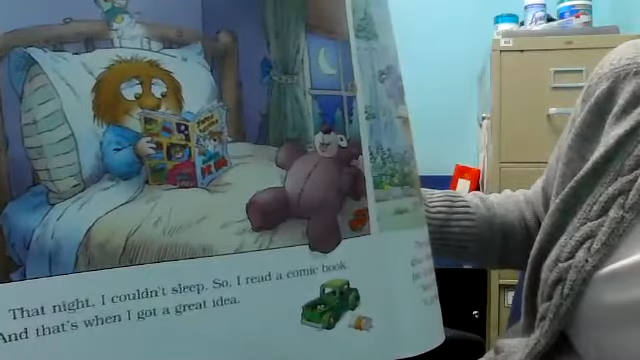 That night, I couldn't sleep. So, I read a comic book.
And that's when I got a great idea.